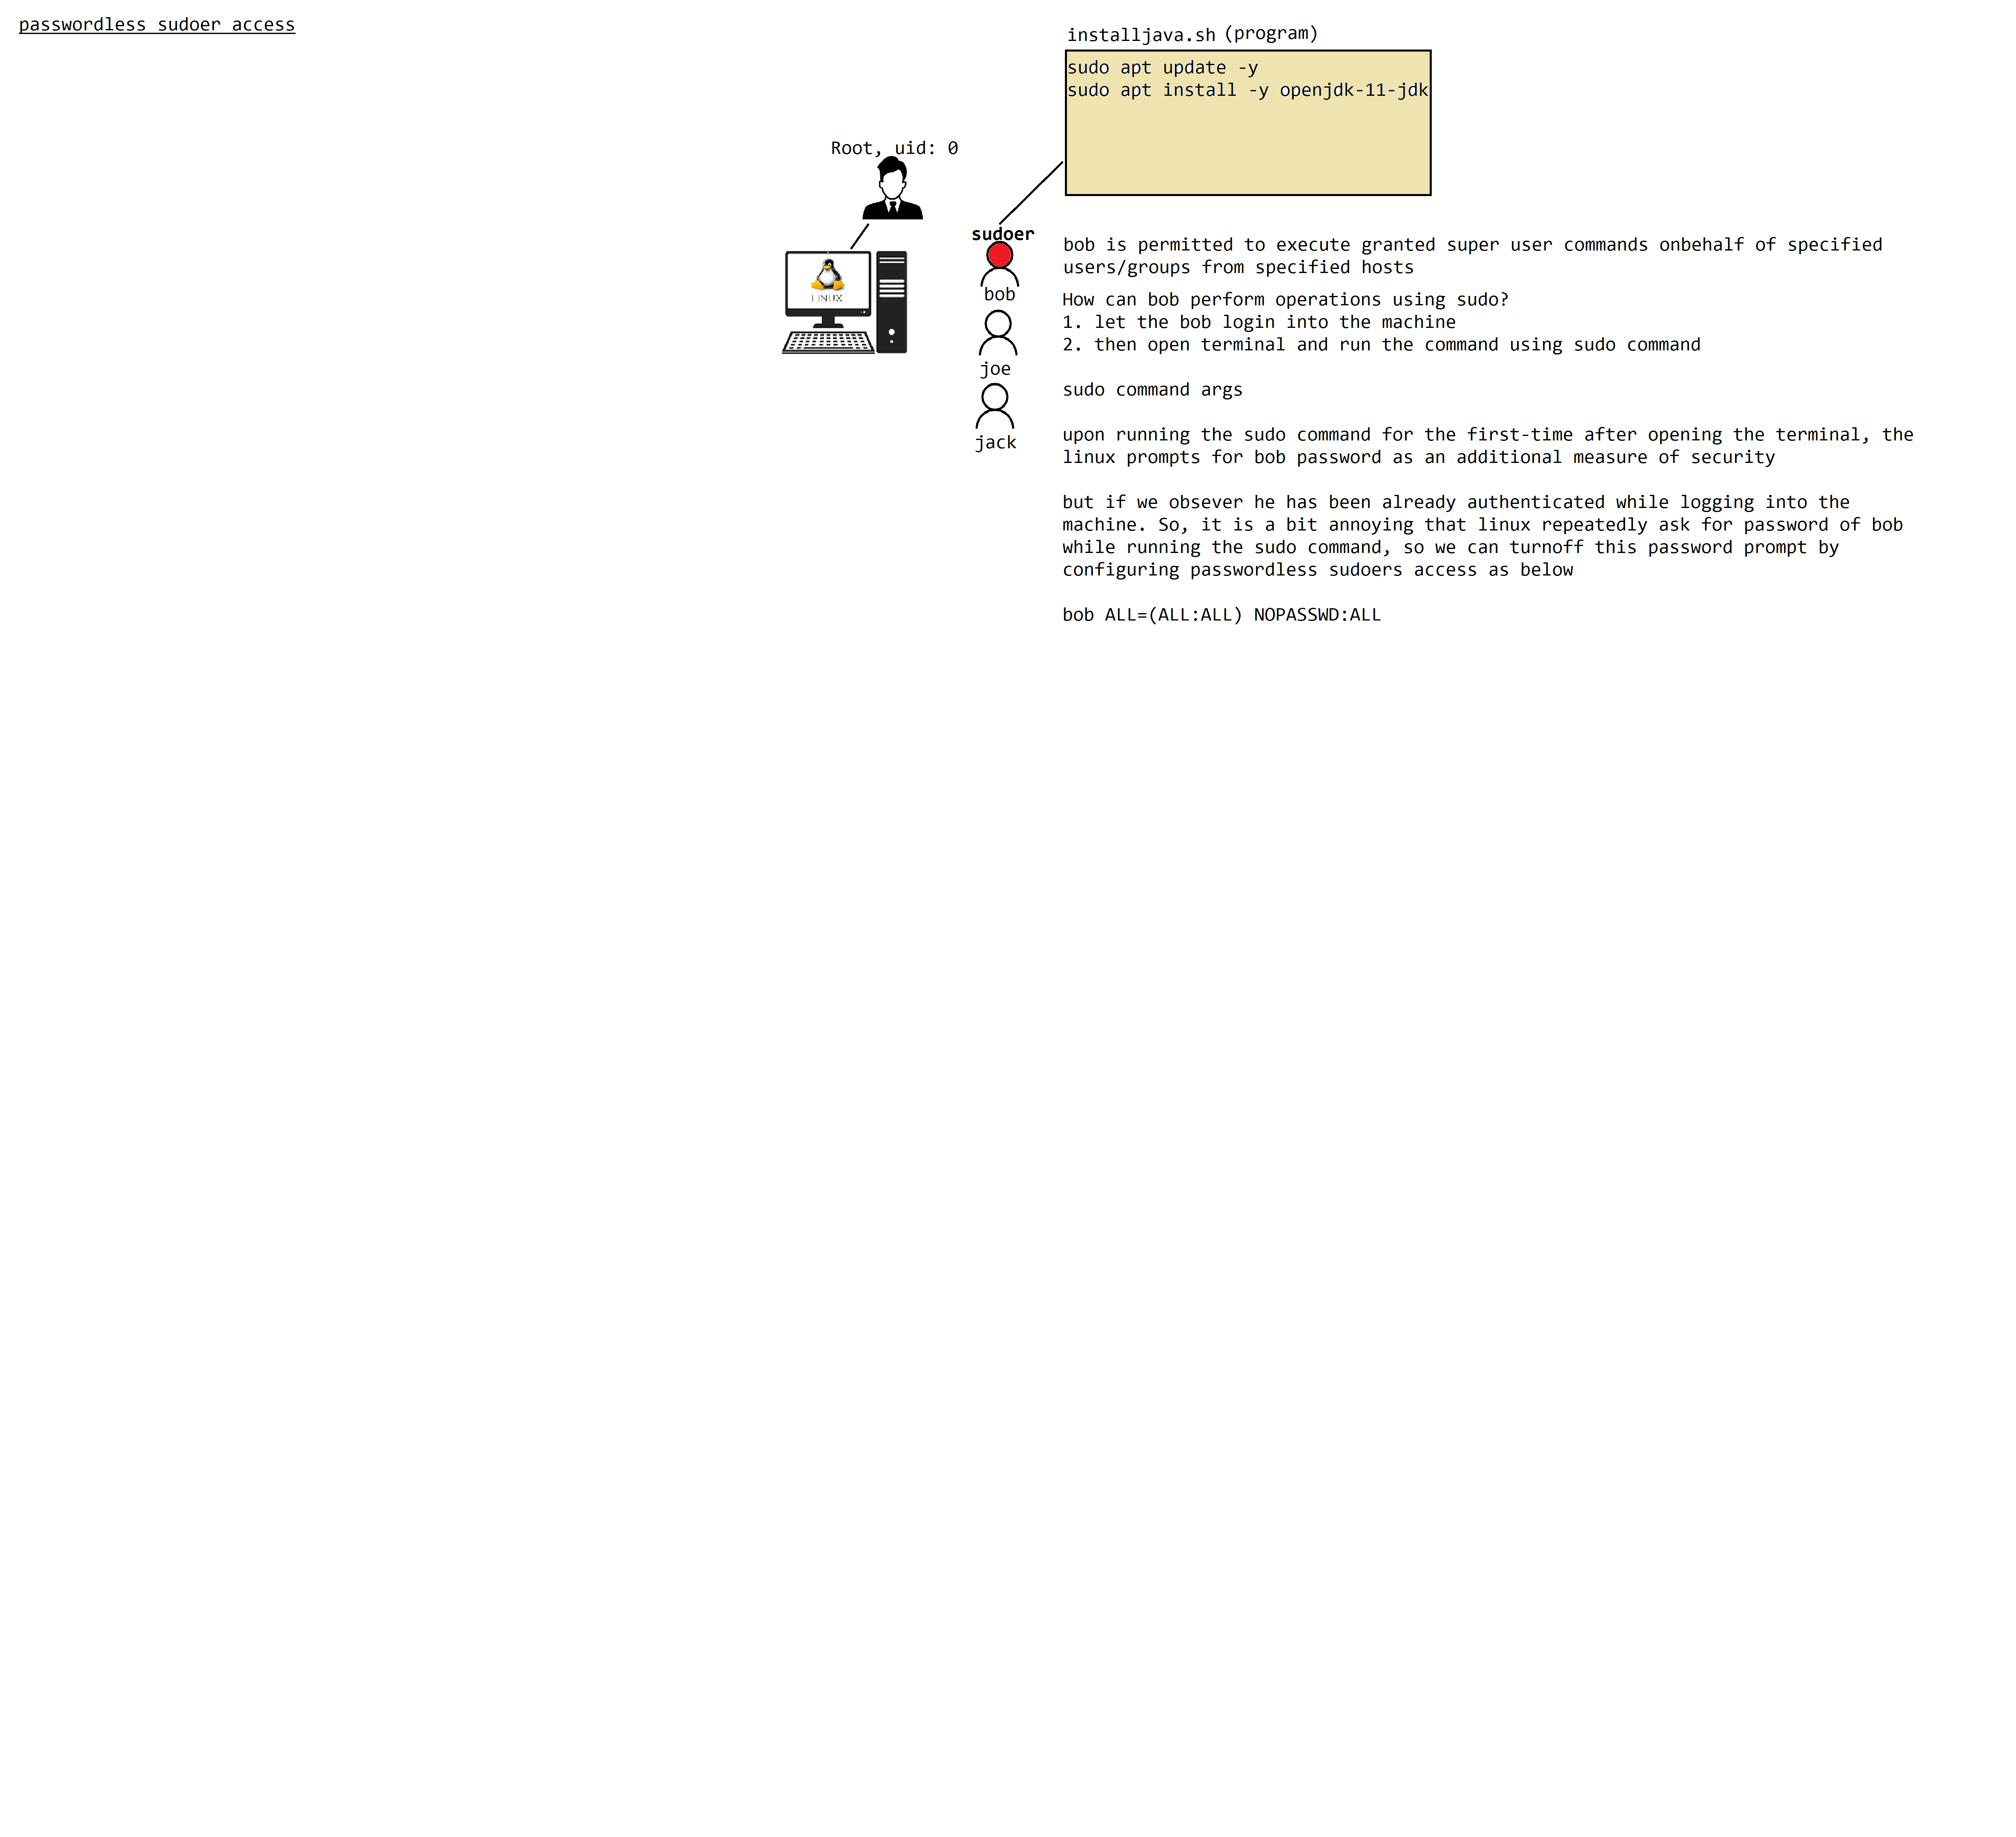 passwordless sudoer access
installjava.sh (program)
sudo apt update -y
sudo apt install -y openjdk-11-jdk
Root, uid: 0
LINUX
sudoer
bob
joe
jack
bob is permitted to execute granted super user commands onbehalf of specified
users/groups from specified hosts
How can bob perform operations using sudo?
1. let the bob login into the machine
2. then open terminal and run the command using sudo command
sudo command args
upon running the sudo command for the first-time after opening the terminal, the
linux prompts for bob password as an additional measure of security
but if we obsever he has been already authenticated while logging into the
machine. So, it is a bit annoying that linux repeatedly ask for password of bob
while running the sudo command, so we can turnoff this password prompt by
configuring passwordless sudoers access as below
bob ALL=(ALL:ALL) NOPASSWD:ALL